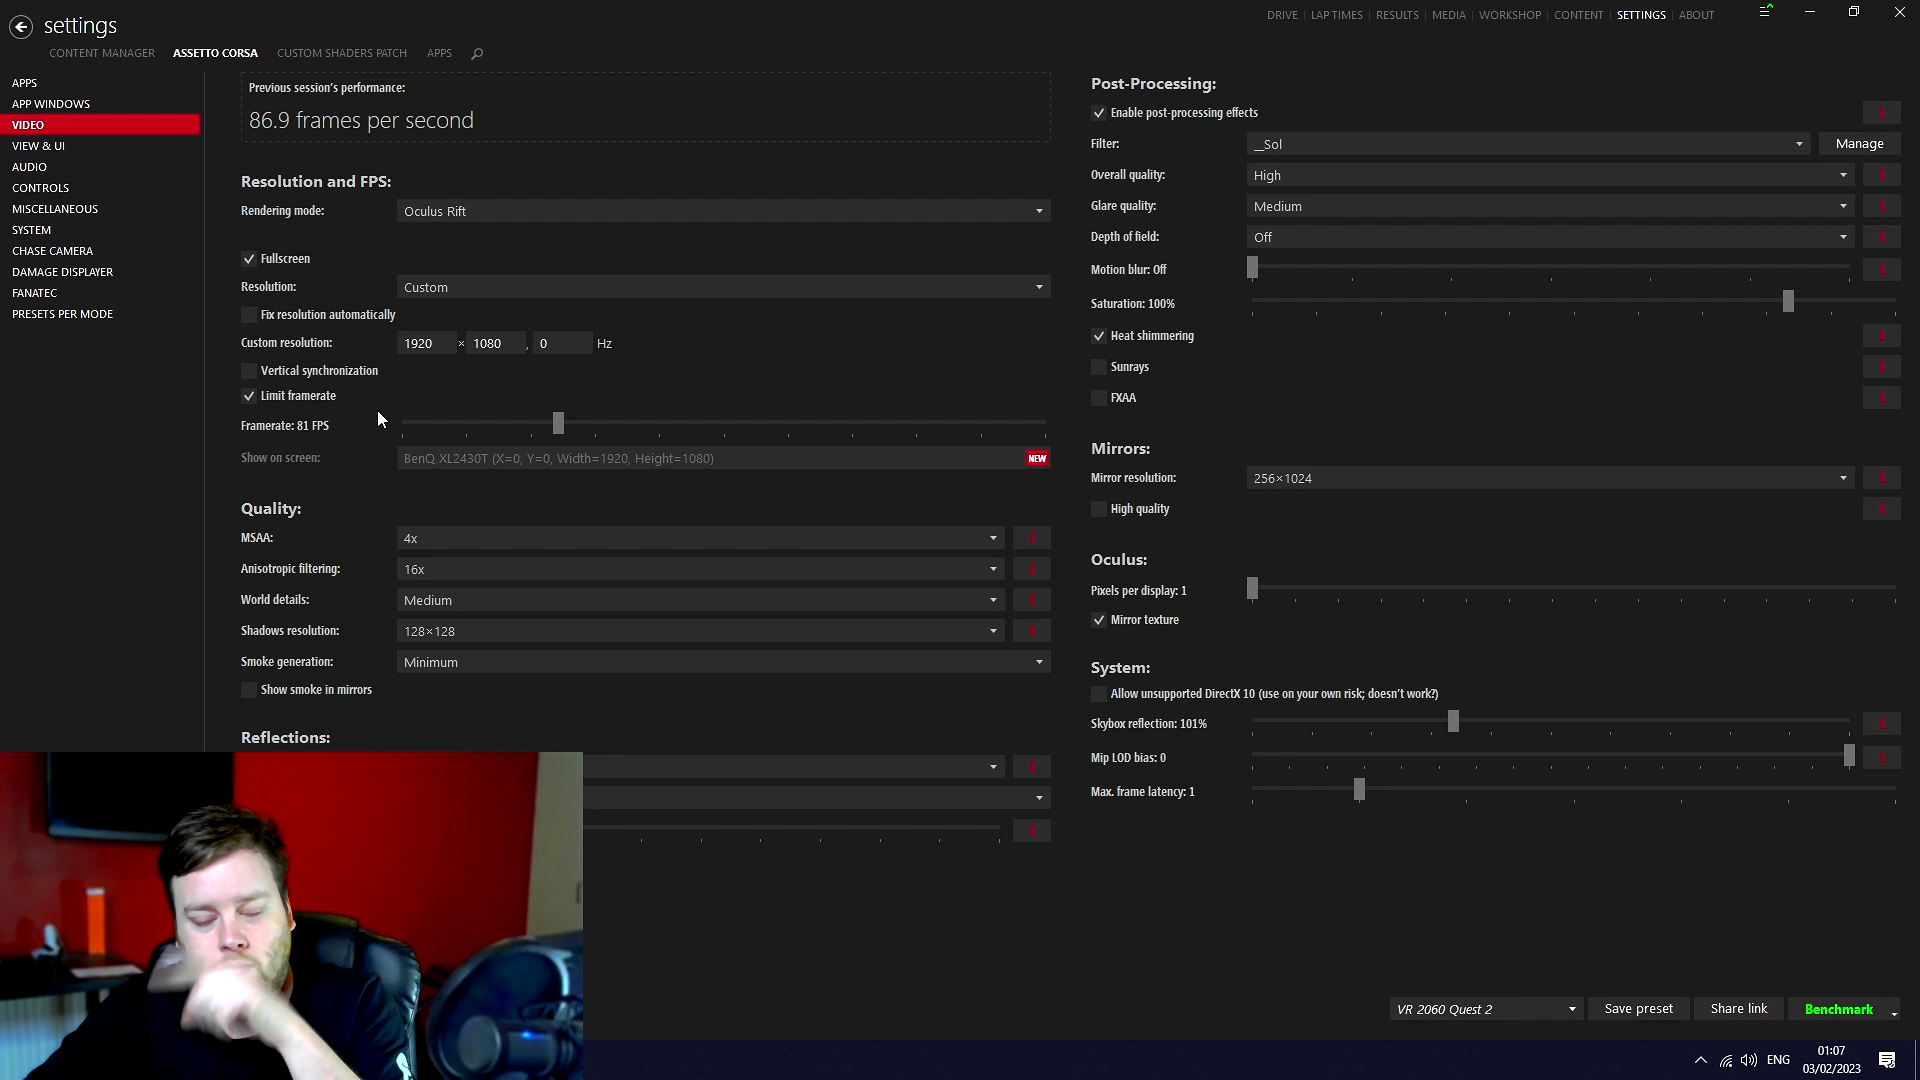 settings
DRIVE | LAP TIMES | RESULTS | MEDIA | WORKSHOP | CONTENT | SETTINGS | ABOUT
CONTENT MANAGER ASSETTO CORSA CUSTOM SHADERS PATCH APPS
APPS
APP WINDOWS
VIDEO
VIEW & UI
AUDIO
CONTROLS
MISCELLANEOUS
SYSTEM
CHASE CAMERA
DAMAGE DISPLAYER
FANATEC
PRESETS PER MODE
Previous session's performance:
86.9 frames per second
Resolution and FPS:
Rendering mode: Oculus Rift
Fullscreen
Resolution: Custom
Fix resolution automatically
Custom resolution: 1920 × 1080 , 0 Hz
Vertical synchronization
Limit framerate
Framerate: 81 FPS
Show on screen: BenQ XL2430T (X=0, Y=0, Width=1920, Height=1080) NEW
Quality:
MSAA: 4x
Anisotropic filtering: 16x
World details: Medium
Shadows resolution: 128×128
Smoke generation: Minimum
Show smoke in mirrors
Reflections:
Post-Processing:
Enable post-processing effects
Filter: __Sol Manage
Overall quality: High
Glare quality: Medium
Depth of field: Off
Motion blur: Off
Saturation: 100%
Heat shimmering
Sunrays
FXAA
Mirrors:
Mirror resolution: 256×1024
High quality
Oculus:
Pixels per display: 1
Mirror texture
System:
Allow unsupported DirectX 10 (use on your own risk; doesn't work?)
Skybox reflection: 101%
Mip LOD bias: 0
Max. frame latency: 1
VR 2060 Quest 2 Save preset Share link Benchmark
ENG
01:07
03/02/2023